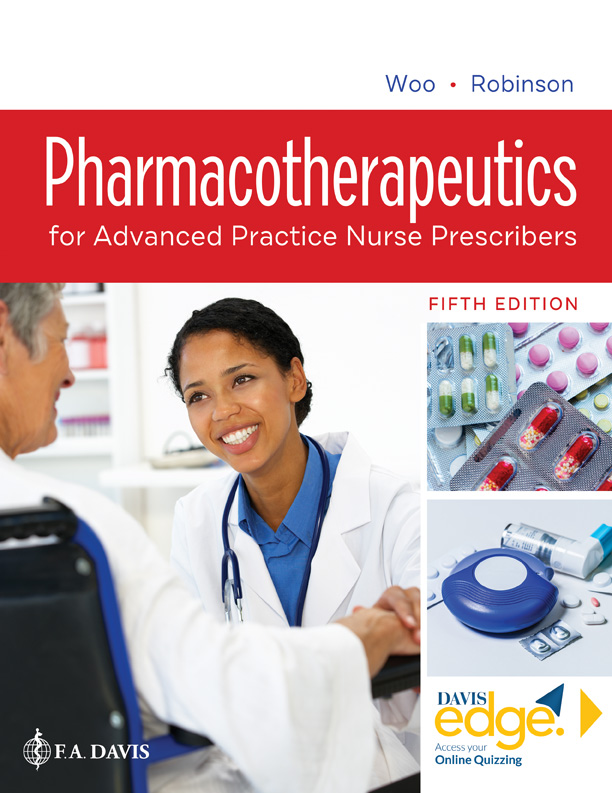 Woo • Robinson
Pharmacotherapeutics
for Advanced Practice Nurse Prescribers
FIFTH EDITION
DAVIS
edge.
Access your
Online Quizzing
F.A. DAVIS